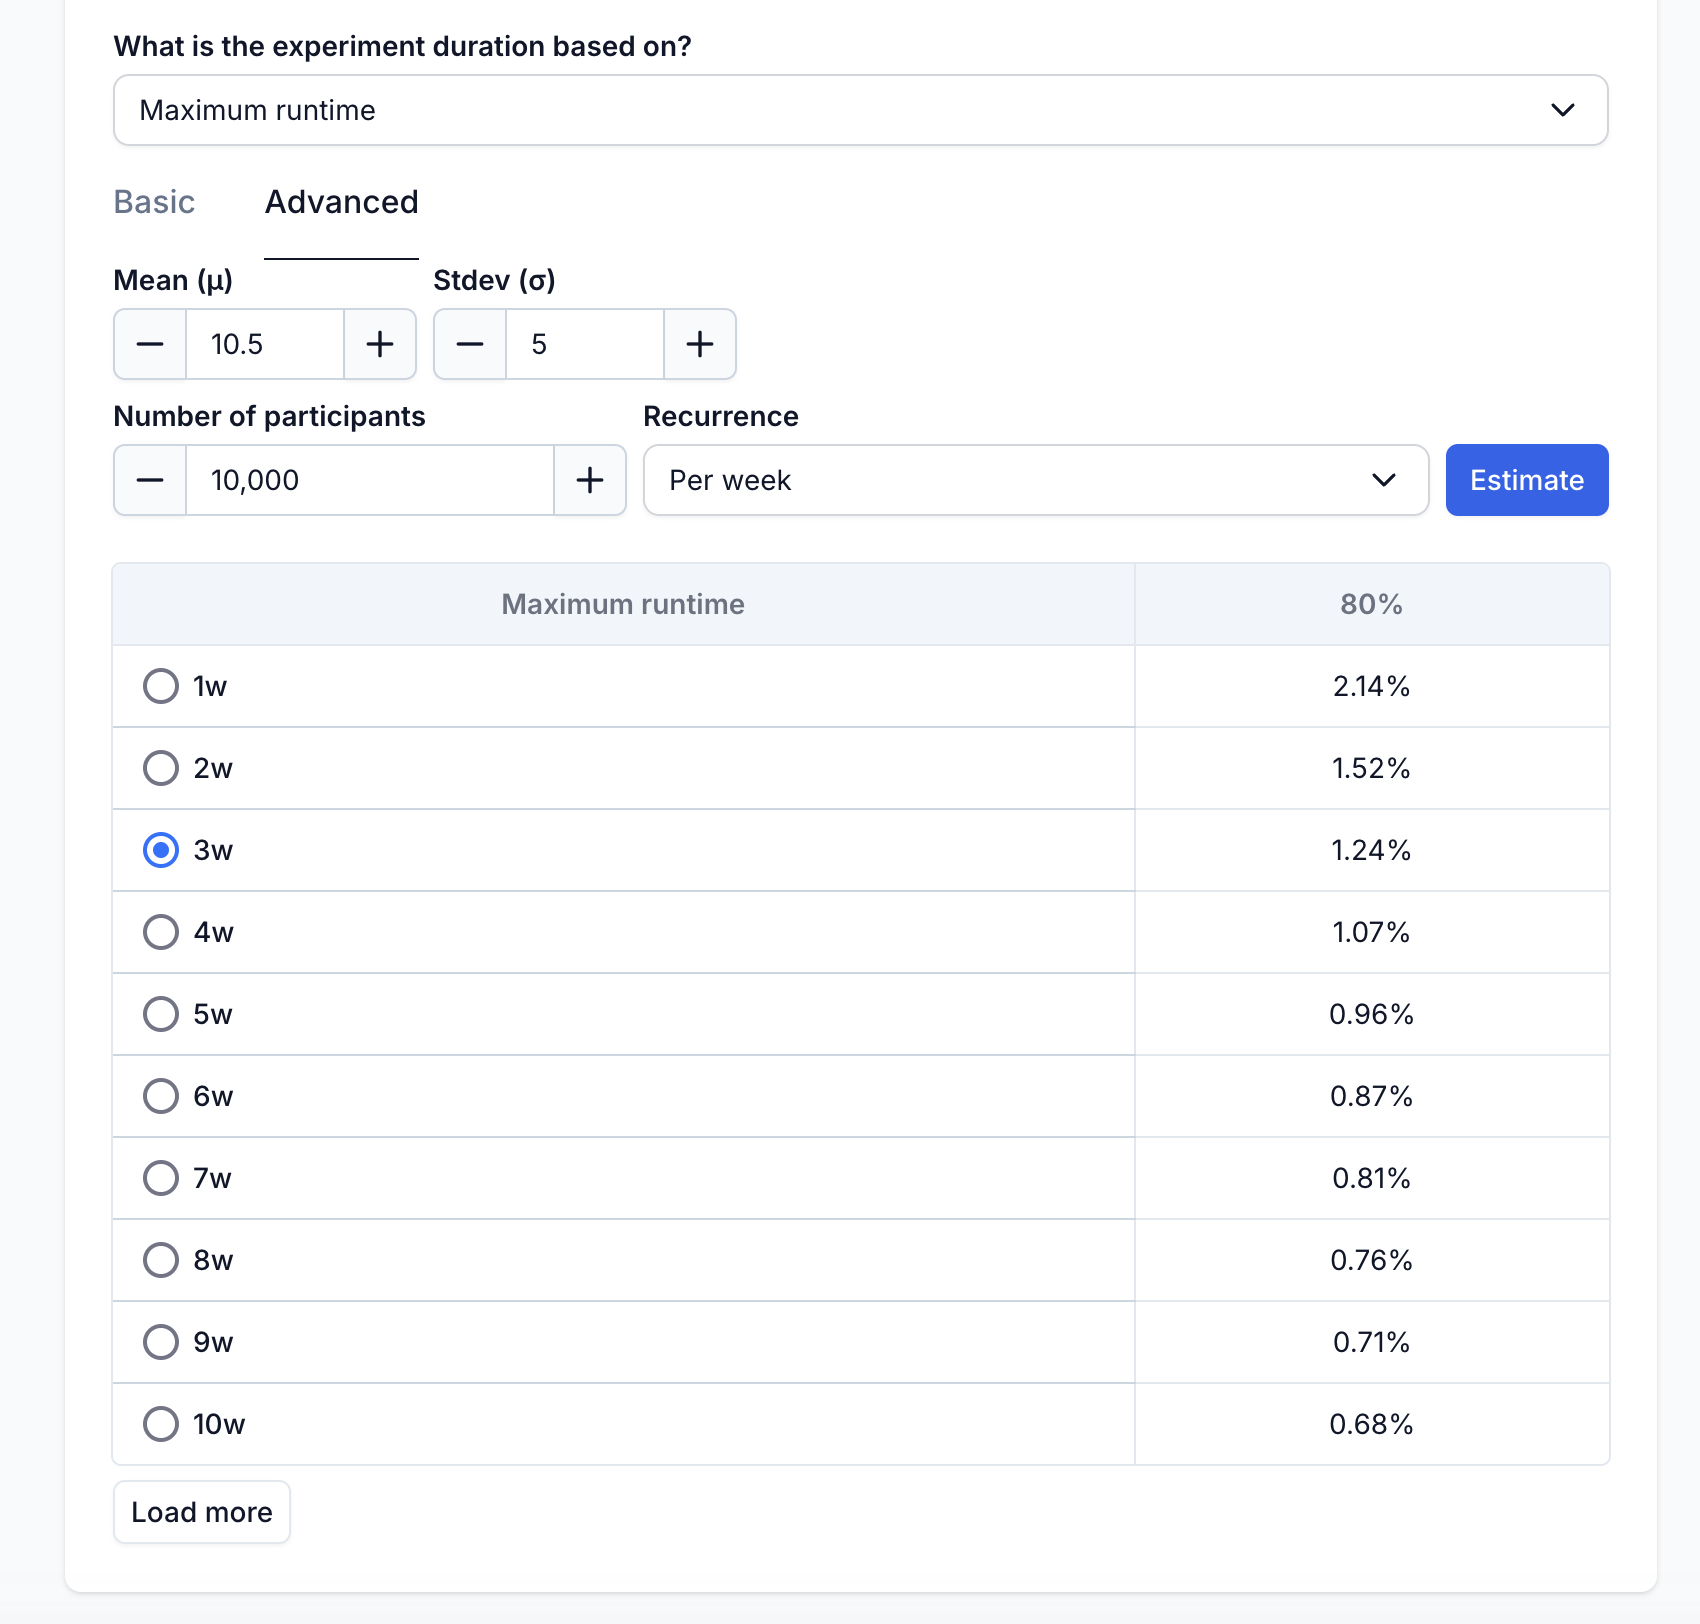 What is the experiment duration based on?
Maximum runtime
Basic Advanced
Mean (μ) Stdev (σ)
10.5 5
Number of participants Recurrence
10,000 Per week Estimate
Maximum runtime 80%
1w 2.14%
2w 1.52%
3w 1.24%
4w 1.07%
5w 0.96%
6w 0.87%
7w 0.81%
8w 0.76%
9w 0.71%
10w 0.68%
Load more